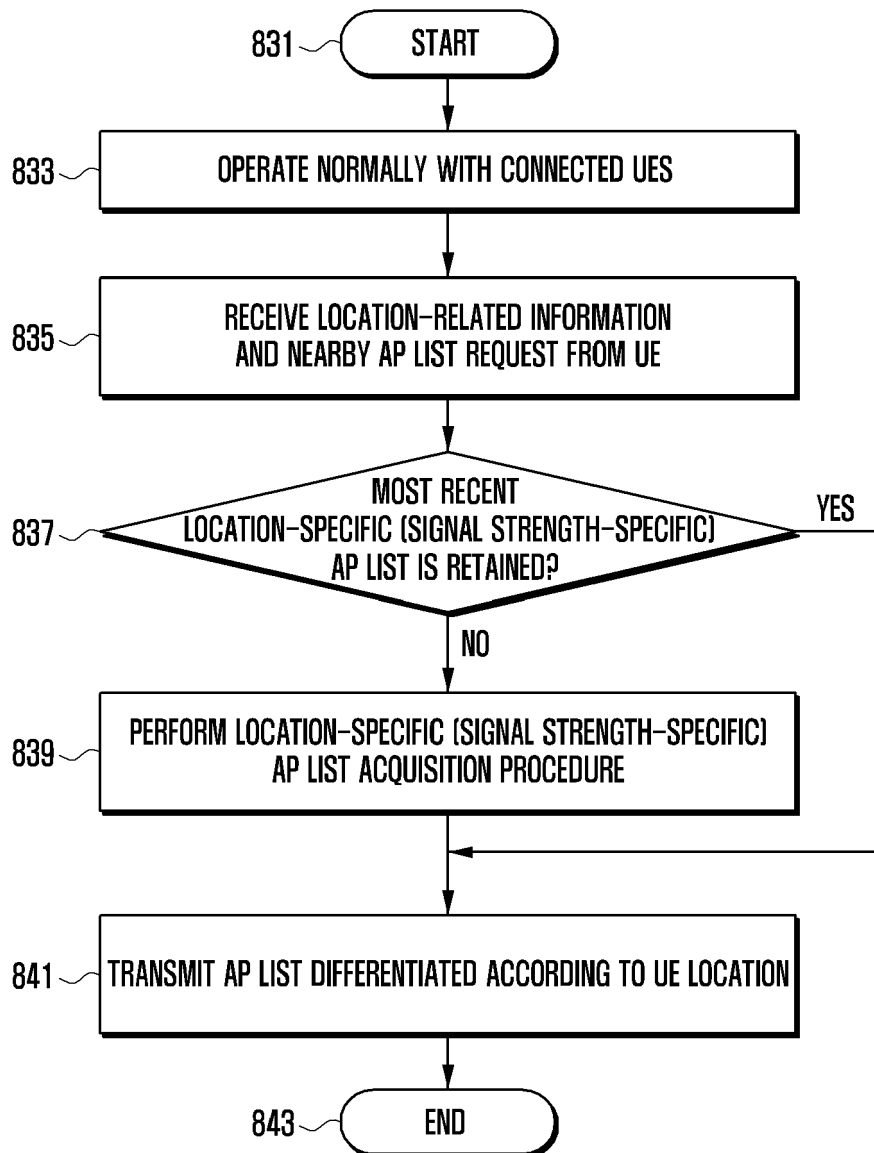 831
START
833
OPERATE NORMALLY WITH CONNECTED UES
835
RECEIVE LOCATION-RELATED INFORMATION
AND NEARBY AP LIST REQUEST FROM UE
837
MOST RECENT
LOCATION-SPECIFIC (SIGNAL STRENGTH-SPECIFIC)
AP LIST IS RETAINED?
YES
NO
839
PERFORM LOCATION-SPECIFIC (SIGNAL STRENGTH-SPECIFIC)
AP LIST ACQUISITION PROCEDURE
841
TRANSMIT AP LIST DIFFERENTIATED ACCORDING TO UE LOCATION
843
END